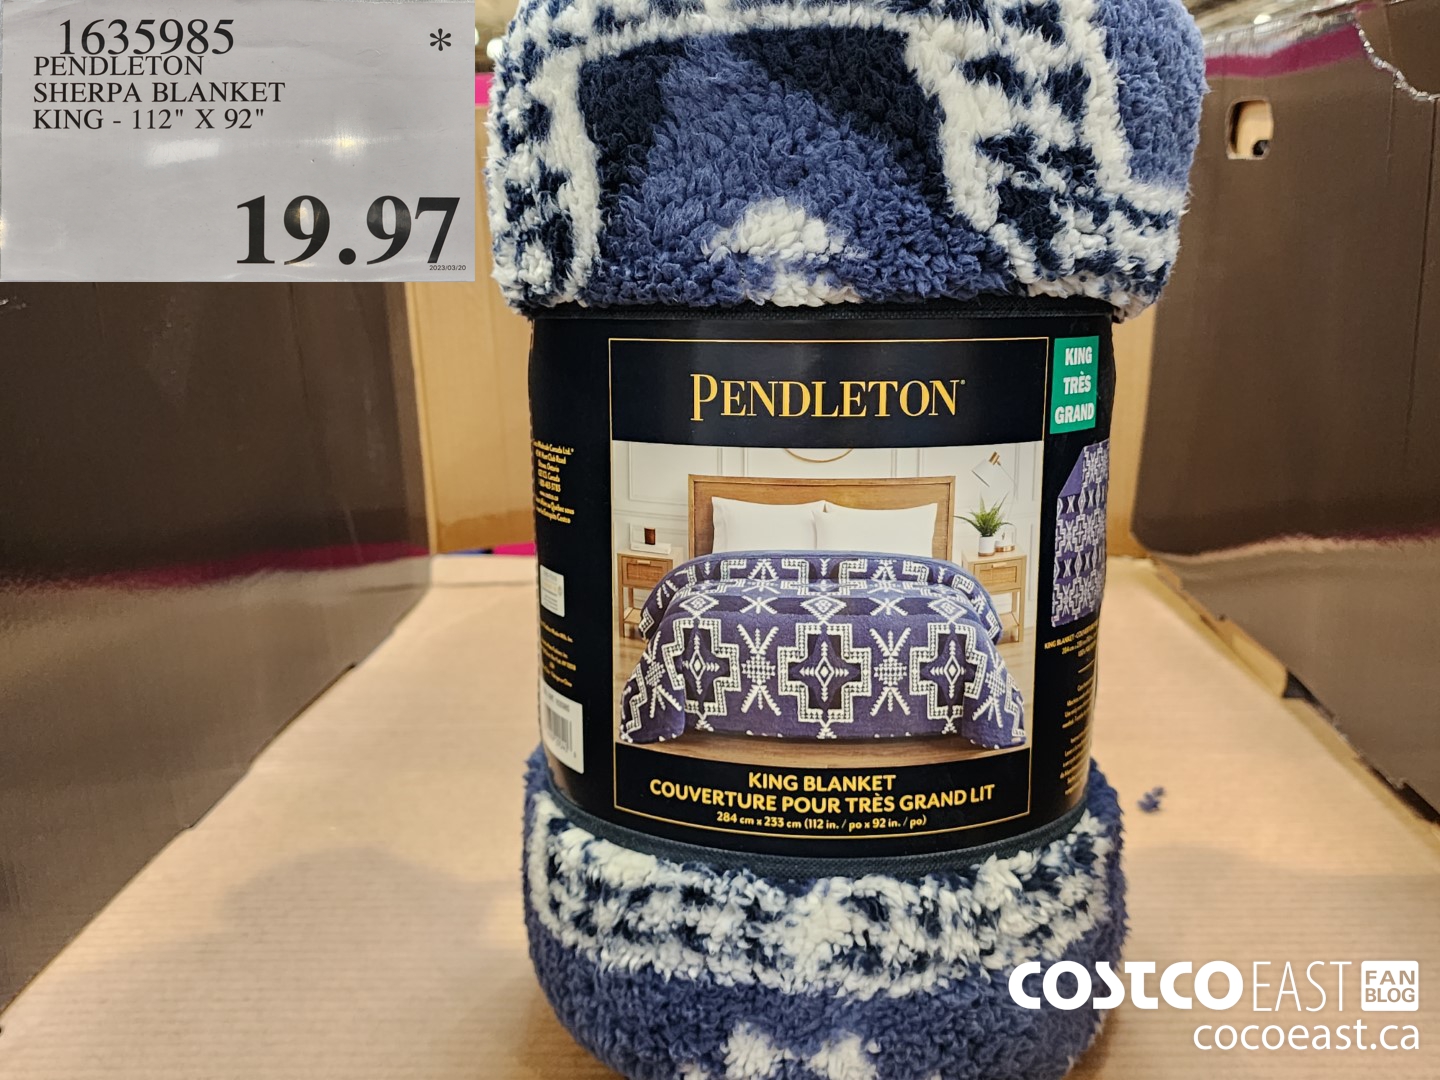 1635985 *
PENDLETON
SHERPA BLANKET
KING - 112" X 92"
19.97
2023/03/20
PENDLETON
KING
TRÈS
GRAND
KING BLANKET
COUVERTURE POUR TRÈS GRAND LIT
284 cm x 233 cm (112 in. / po x 92 in. / po)
COSTCO EAST FAN BLOG
cocoeast.ca